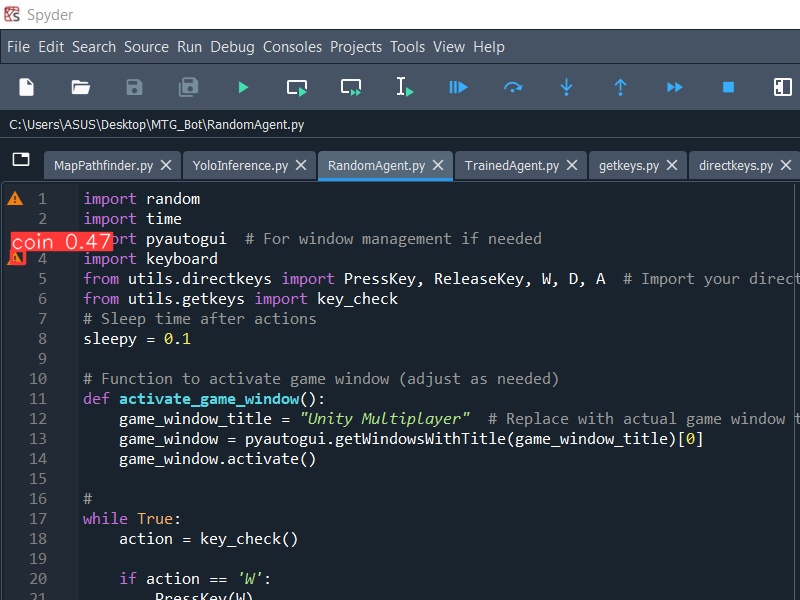 Spyder
File Edit Search Source Run Debug Consoles Projects Tools View Help
C:\Users\ASUS\Desktop\MTG_Bot\RandomAgent.py
MapPathfinder.py YoloInference.py RandomAgent.py TrainedAgent.py getkeys.py directkeys.py
1 import random
2 import time
coin 0.47
rt pyautogui # For window management if needed
4 import keyboard
5 from utils.directkeys import PressKey, ReleaseKey, W, D, A # Import your direct
6 from utils.getkeys import key_check
7 # Sleep time after actions
8 sleepy = 0.1
9
10 # Function to activate game window (adjust as needed)
11 def activate_game_window():
12 game_window_title = "Unity Multiplayer" # Replace with actual game window t
13 game_window = pyautogui.getWindowsWithTitle(game_window_title)[0]
14 game_window.activate()
15
16 #
17 while True:
18 action = key_check()
19
20 if action == 'W':
21 PressKey(W)